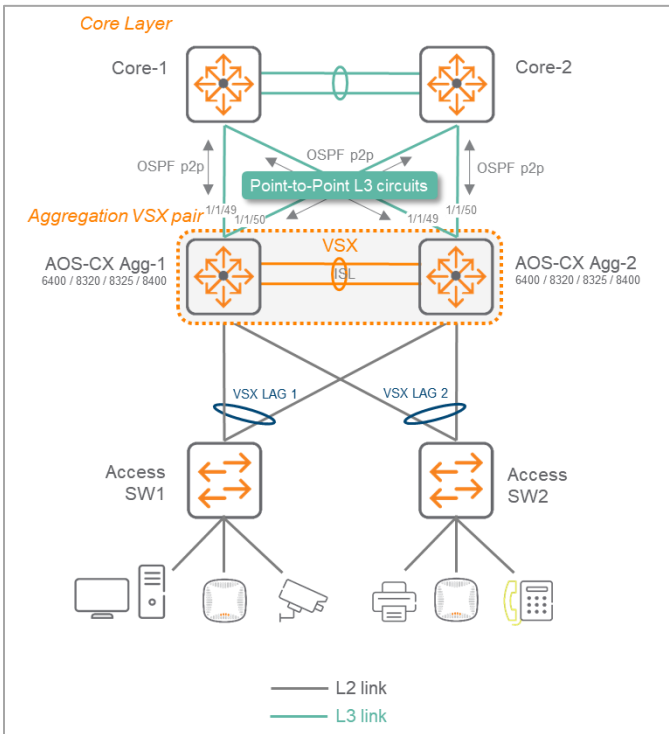 Core Layer
Core-1
Core-2
OSPF p2p
OSPF p2p
OSPF p2p
Point-to-Point L3 circuits
1/1/49
1/1/50
1/1/49
1/1/50
Aggregation VSX pair
VSX
AOS-CX Agg-1
6400 / 8320 / 8325 / 8400
ISL
AOS-CX Agg-2
6400 / 8320 / 8325 / 8400
VSX LAG 1
VSX LAG 2
Access
SW1
Access
SW2
L2 link
L3 link